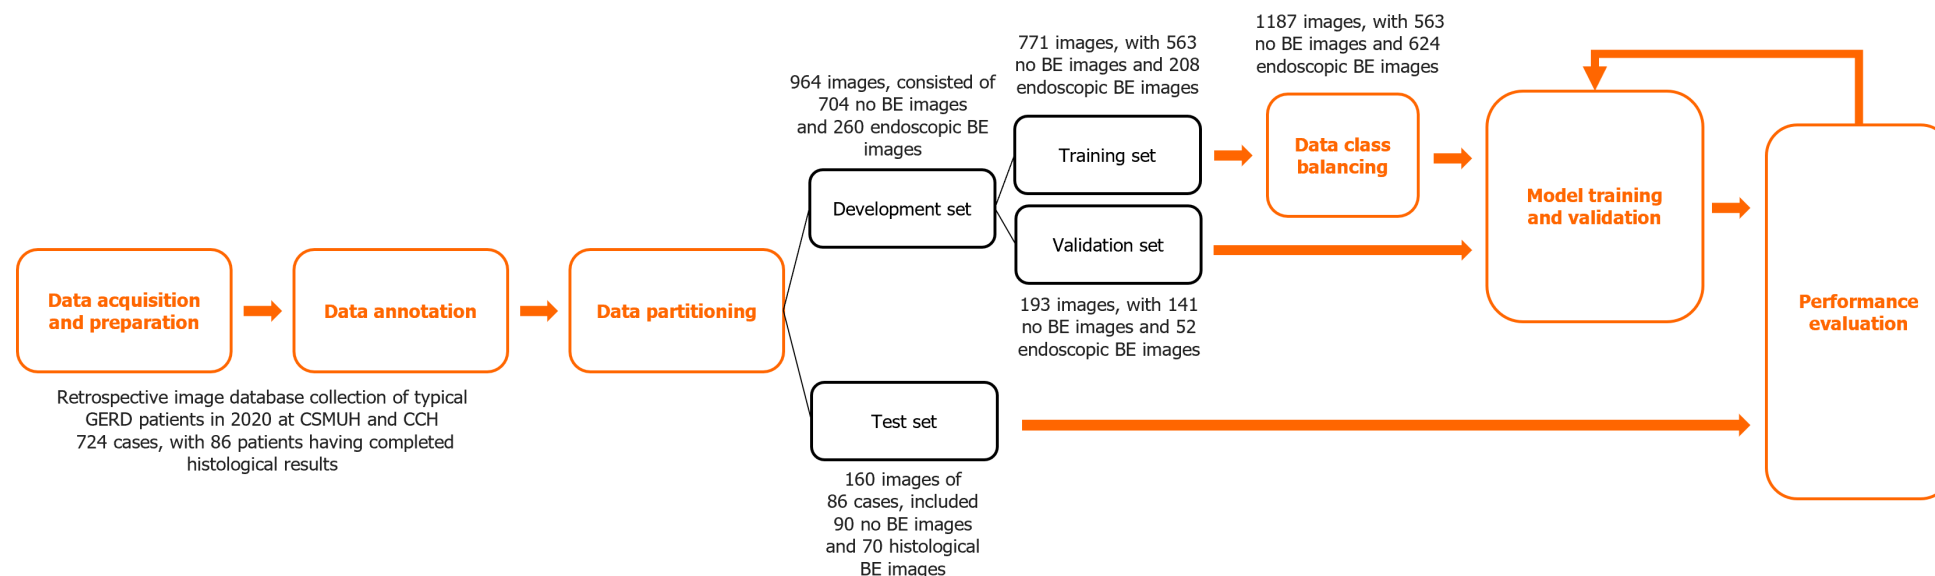 Data acquisition
and preparation
Retrospective image database collection of typical
GERD patients in 2020 at CSMUH and CCH
724 cases, with 86 patients having completed
histological results
Data annotation
Data partitioning
964 images, consisted of
704 no BE images
and 260 endoscopic BE
images
Development set
771 images, with 563
no BE images and 208
endoscopic BE images
Training set
Validation set
193 images, with 141
no BE images and 52
endoscopic BE images
Test set
160 images of
86 cases, included
90 no BE images
and 70 histological
BE images
1187 images, with 563
no BE images and 624
endoscopic BE images
Data class
balancing
Model training
and validation
Performance
evaluation